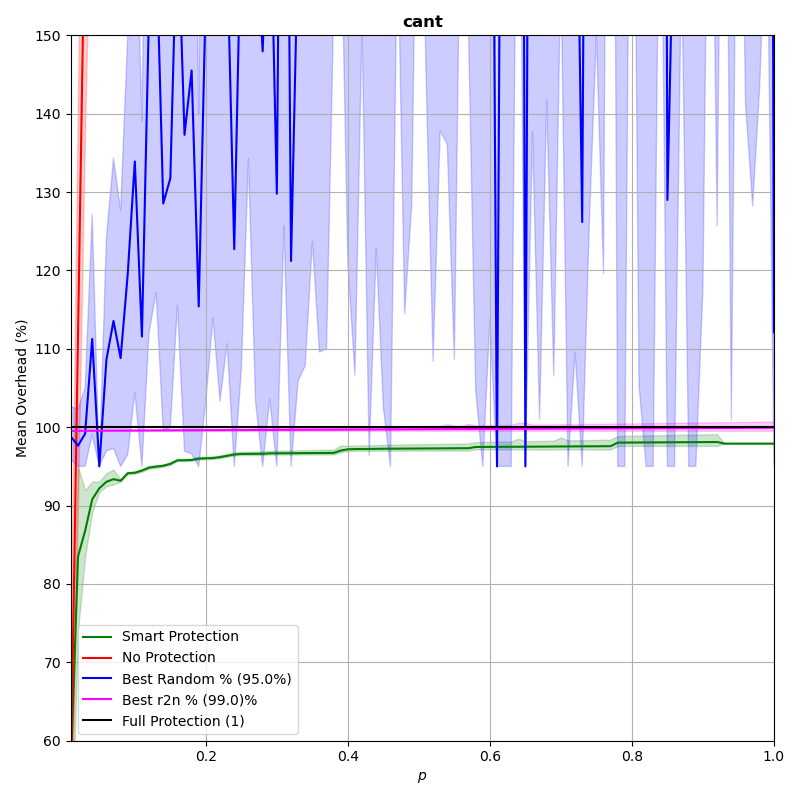 cant
150
140
130
120
110
100
90
80
70
60
Mean Overhead (%)
Smart Protection
No Protection
Best Random % (95.0%)
Best r2n % (99.0)%
Full Protection (1)
0.2
0.4
0.6
0.8
1.0
p